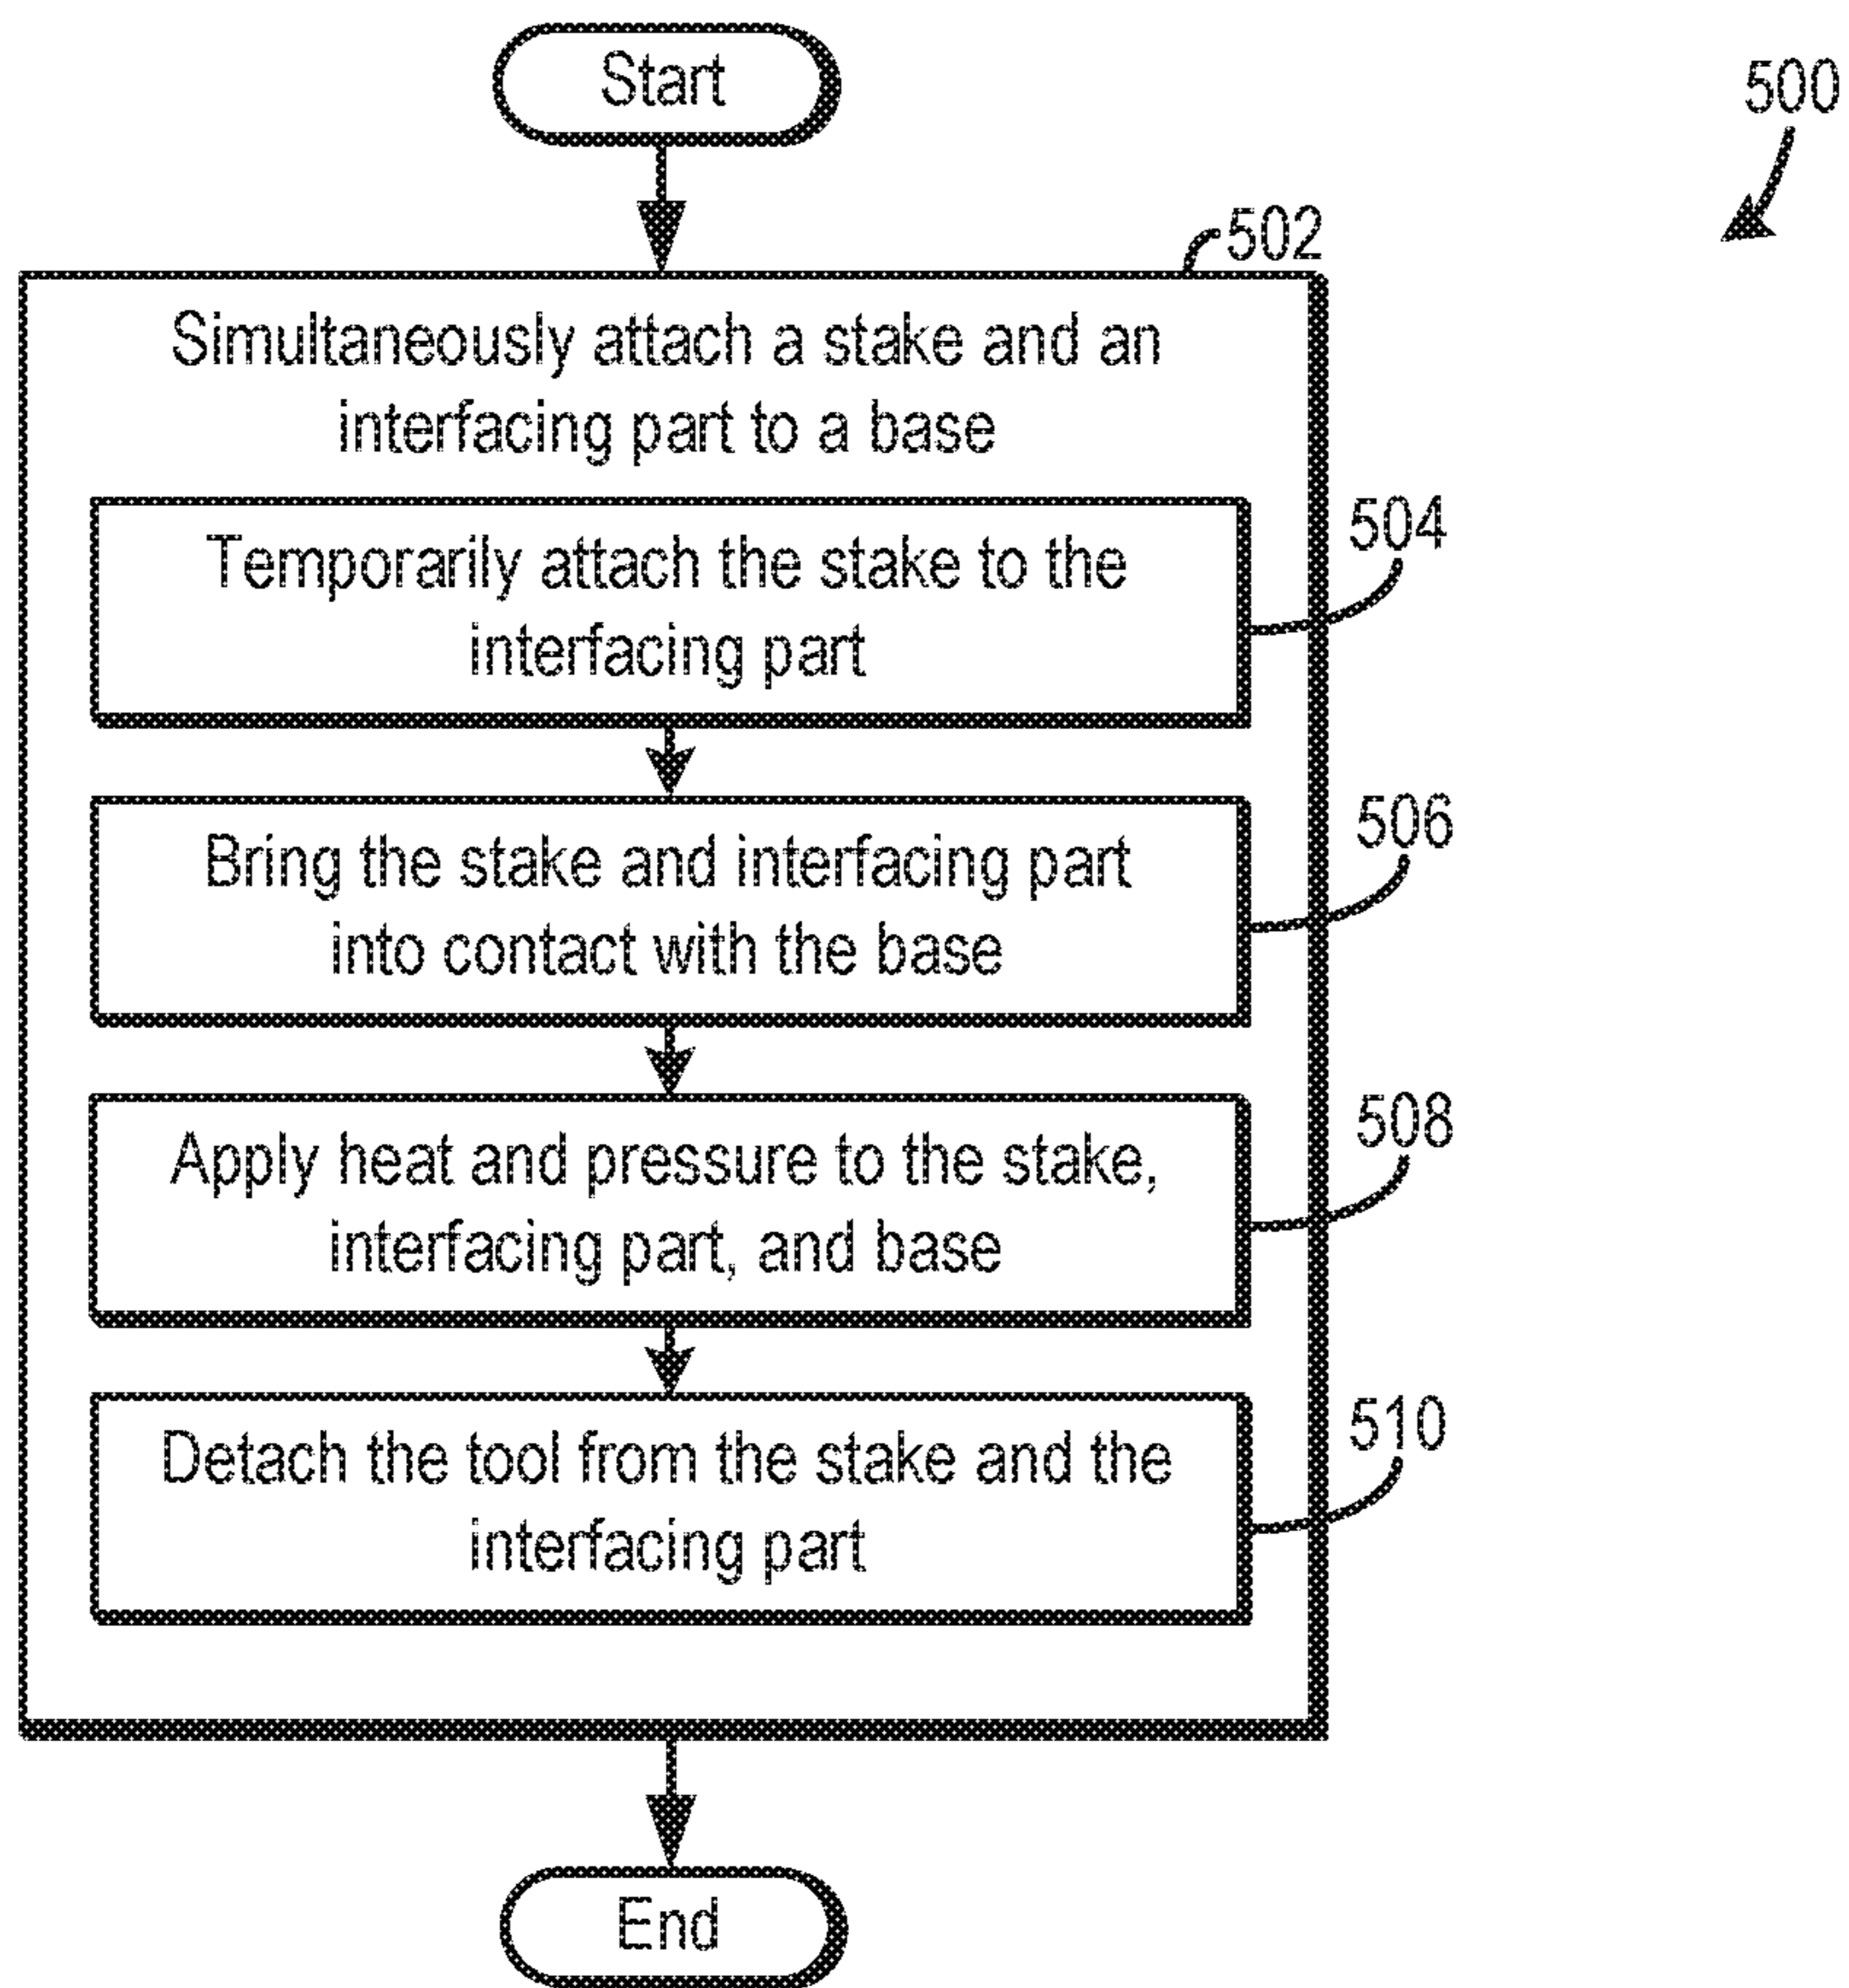 Start
500
502
Simultaneously attach a stake and an
interfacing part to a base
504
Temporarily attach the stake to the
interfacing part
506
Bring the stake and interfacing part
into contact with the base
508
Apply heat and pressure to the stake,
interfacing part, and base
510
Detach the tool from the stake and the
interfacing part
End